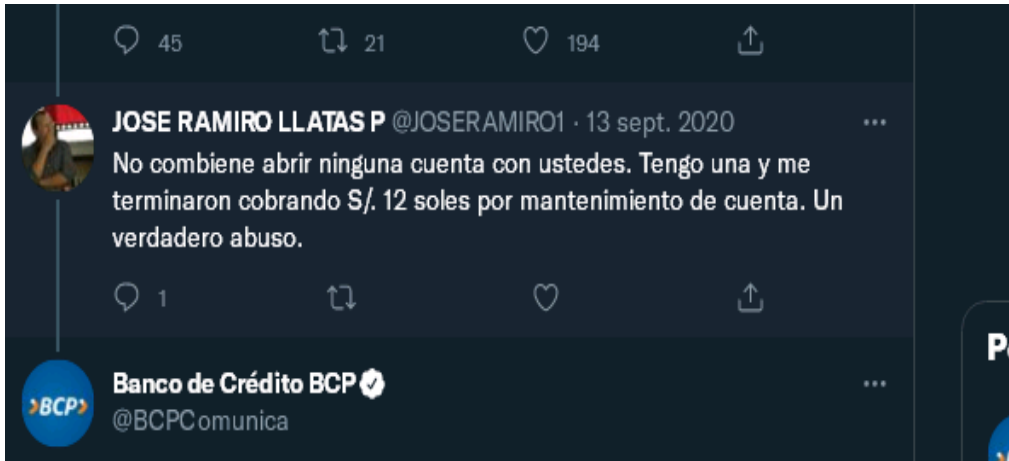 45 21 194
JOSE RAMIRO LLATAS P @JOSERAMIRO1 · 13 sept. 2020
No combiene abrir ninguna cuenta con ustedes. Tengo una y me
terminaron cobrando S/. 12 soles por mantenimiento de cuenta. Un
verdadero abuso.
1
Banco de Crédito BCP
›BCP›
@BCPComunica